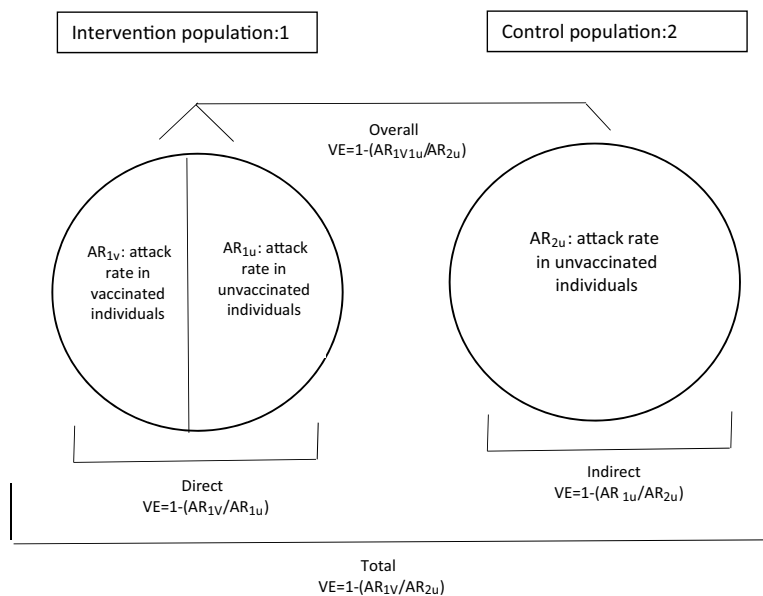 Intervention population:1
Control population:2
Overall
VE=1-(AR1V1u/AR2u)
AR1v: attack
rate in
vaccinated
individuals
AR1u: attack
rate in
unvaccinated
individuals
AR2u: attack rate
in unvaccinated
individuals
Direct
VE=1-(AR1V/AR1u)
Indirect
VE=1-(AR 1u/AR2u)
Total
VE=1-(AR1V/AR2u)